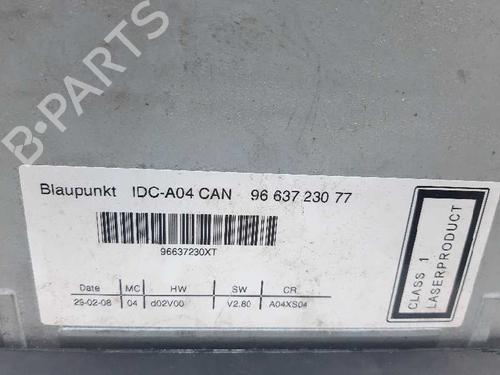 B-PARTS
Blaupunkt IDC-A04 CAN 96 637 230 77
96637230XT
Date MC HW SW CR
29-02-08 04 d02V00 V2.80 A04XS04
CLASS 1
LASERPRODUCT